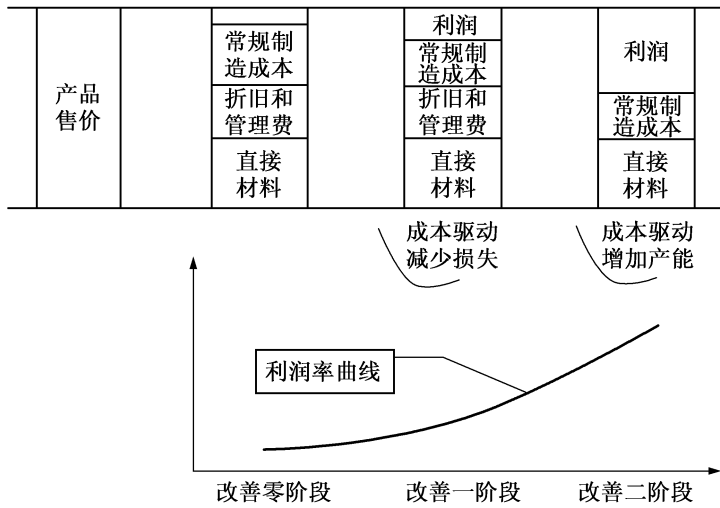 产品
售价
常规制
造成本
折旧和
管理费
直接
材料
利润
常规制
造成本
折旧和
管理费
直接
材料
利润
常规制
造成本
直接
材料
成本驱动
减少损失
成本驱动
增加产能
利润率曲线
改善零阶段
改善一阶段
改善二阶段